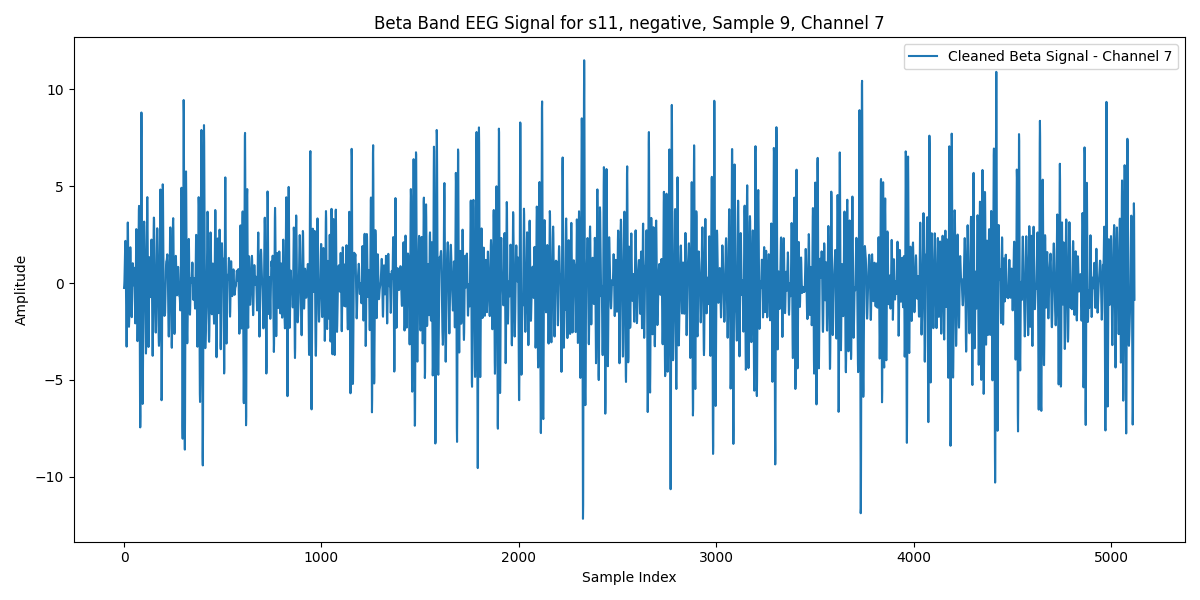 Beta Band EEG Signal for s11, negative, Sample 9, Channel 7
Cleaned Beta Signal - Channel 7
Amplitude
10
5
0
−5
−10
0
1000
2000
3000
4000
5000
Sample Index